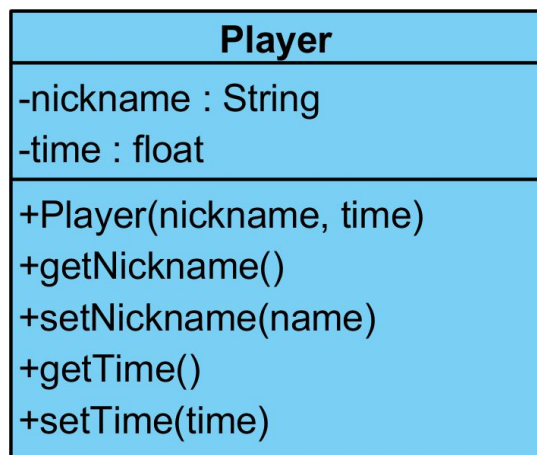 Player
-nickname : String
-time : float
+Player(nickname, time)
+getNickname()
+setNickname(name)
+getTime()
+setTime(time)